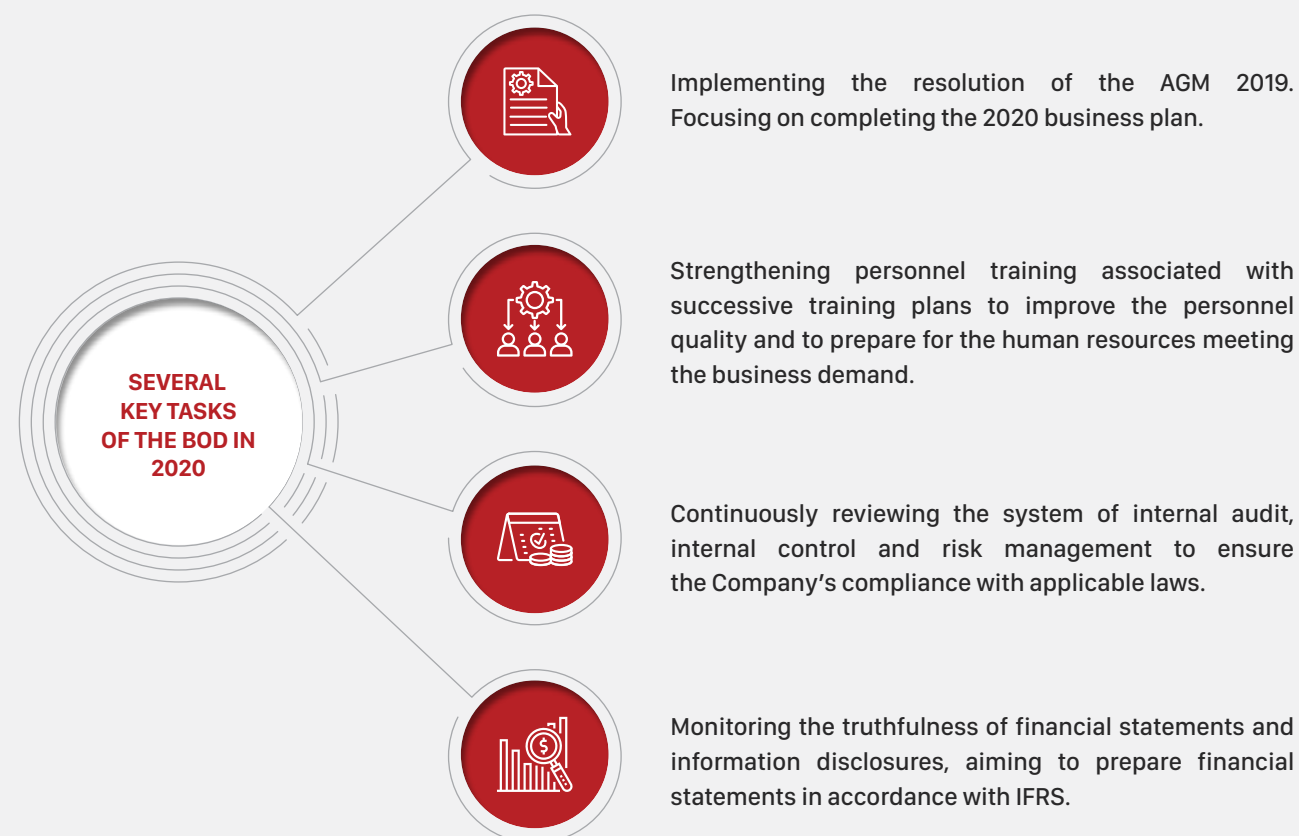 SEVERAL
KEY TASKS
OF THE BOD IN
2020
Implementing the resolution of the AGM 2019.
Focusing on completing the 2020 business plan.
Strengthening personnel training associated with
successive training plans to improve the personnel
quality and to prepare for the human resources meeting
the business demand.
Continuously reviewing the system of internal audit,
internal control and risk management to ensure
the Company’s compliance with applicable laws.
Monitoring the truthfulness of financial statements and
information disclosures, aiming to prepare financial
statements in accordance with IFRS.
$